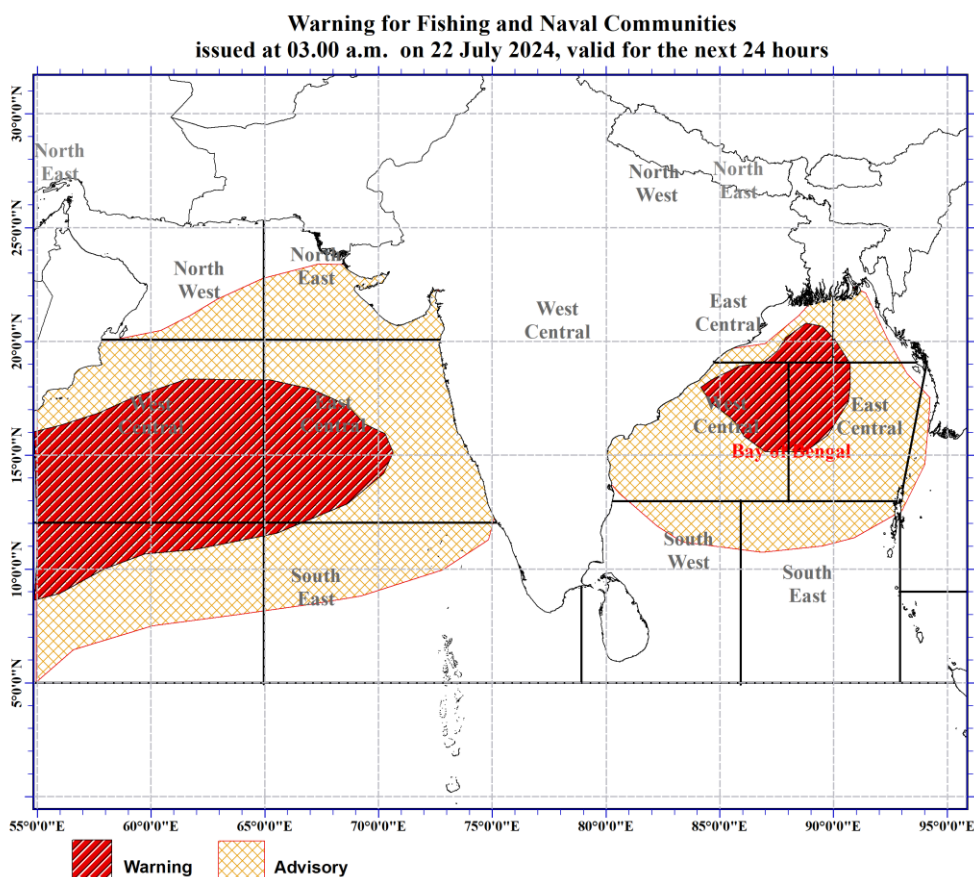 Warning for Fishing and Naval Communities
issued at 03.00 a.m.  on 22 July 2024, valid for the next 24 hours
30°0'0"N
25°0'0"N
20°0'0"N
15°0'0"N
10°0'0"N
5°0'0"N
North
East
North
West
North
East
North
West
North
East
West
Central
East
Central
West
Central
East
Central
West
Central
East
Central
Bay of Bengal
South
West
South
East
South
East
55°0'0"E
60°0'0"E
65°0'0"E
70°0'0"E
75°0'0"E
80°0'0"E
85°0'0"E
90°0'0"E
95°0'0"E
Warning
Advisory